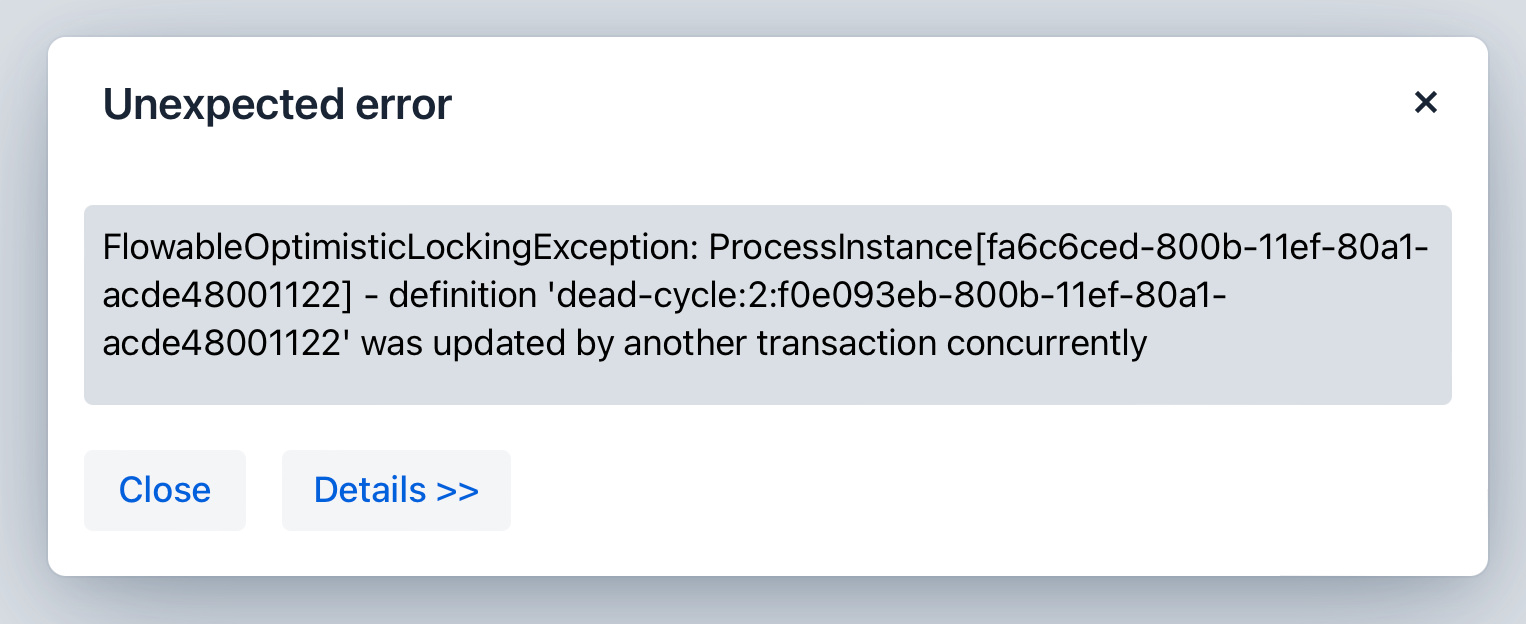 Unexpected error
×
FlowableOptimisticLockingException: ProcessInstance[fa6c6ced-800b-11ef-80a1-
acde48001122] - definition 'dead-cycle:2:f0e093eb-800b-11ef-80a1-
acde48001122' was updated by another transaction concurrently
Close
Details >>